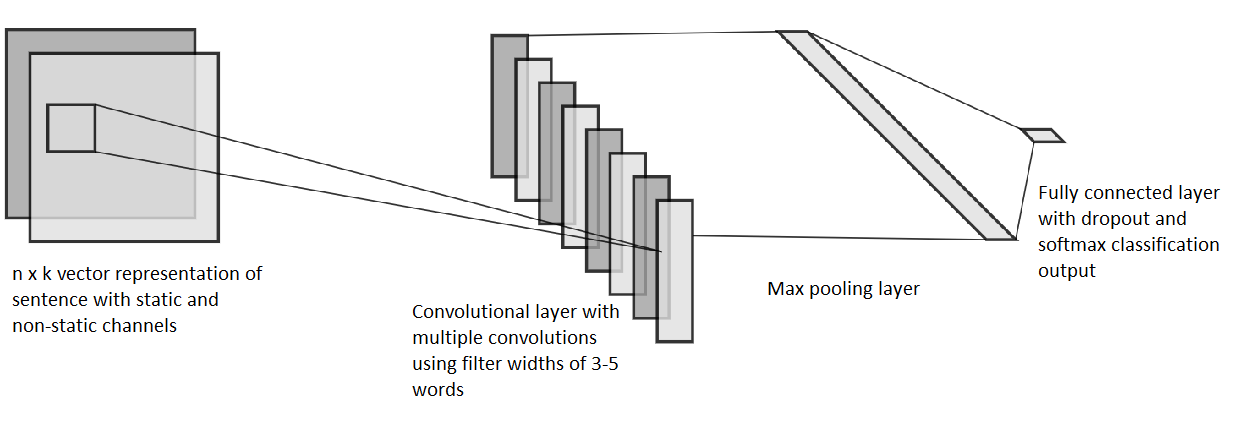 n x k vector representation of
sentence with static and
non-static channels
Convolutional layer with
multiple convolutions
using filter widths of 3-5
words
Max pooling layer
Fully connected layer
with dropout and
softmax classification
output